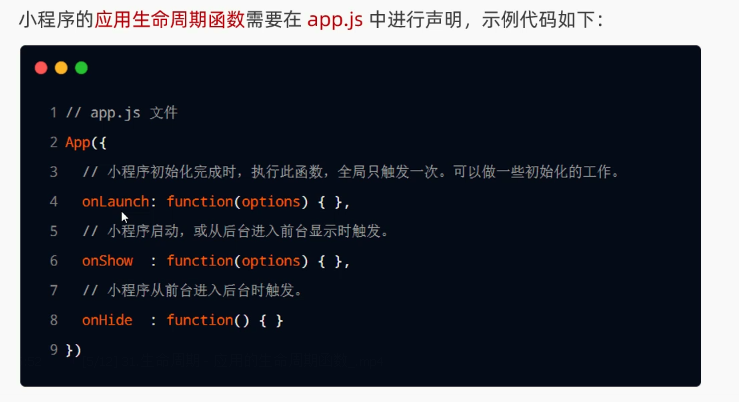 小程序的应用生命周期函数需要在 app.js 中进行声明，示例代码如下：
1 // app.js 文件
2 App({
3 // 小程序初始化完成时，执行此函数，全局只触发一次。可以做一些初始化的工作。
4 onLaunch: function(options) { },
5 // 小程序启动，或从后台进入前台显示时触发。
6 onShow : function(options) { },
7 // 小程序从前台进入后台时触发。
8 onHide : function() { }
9 })